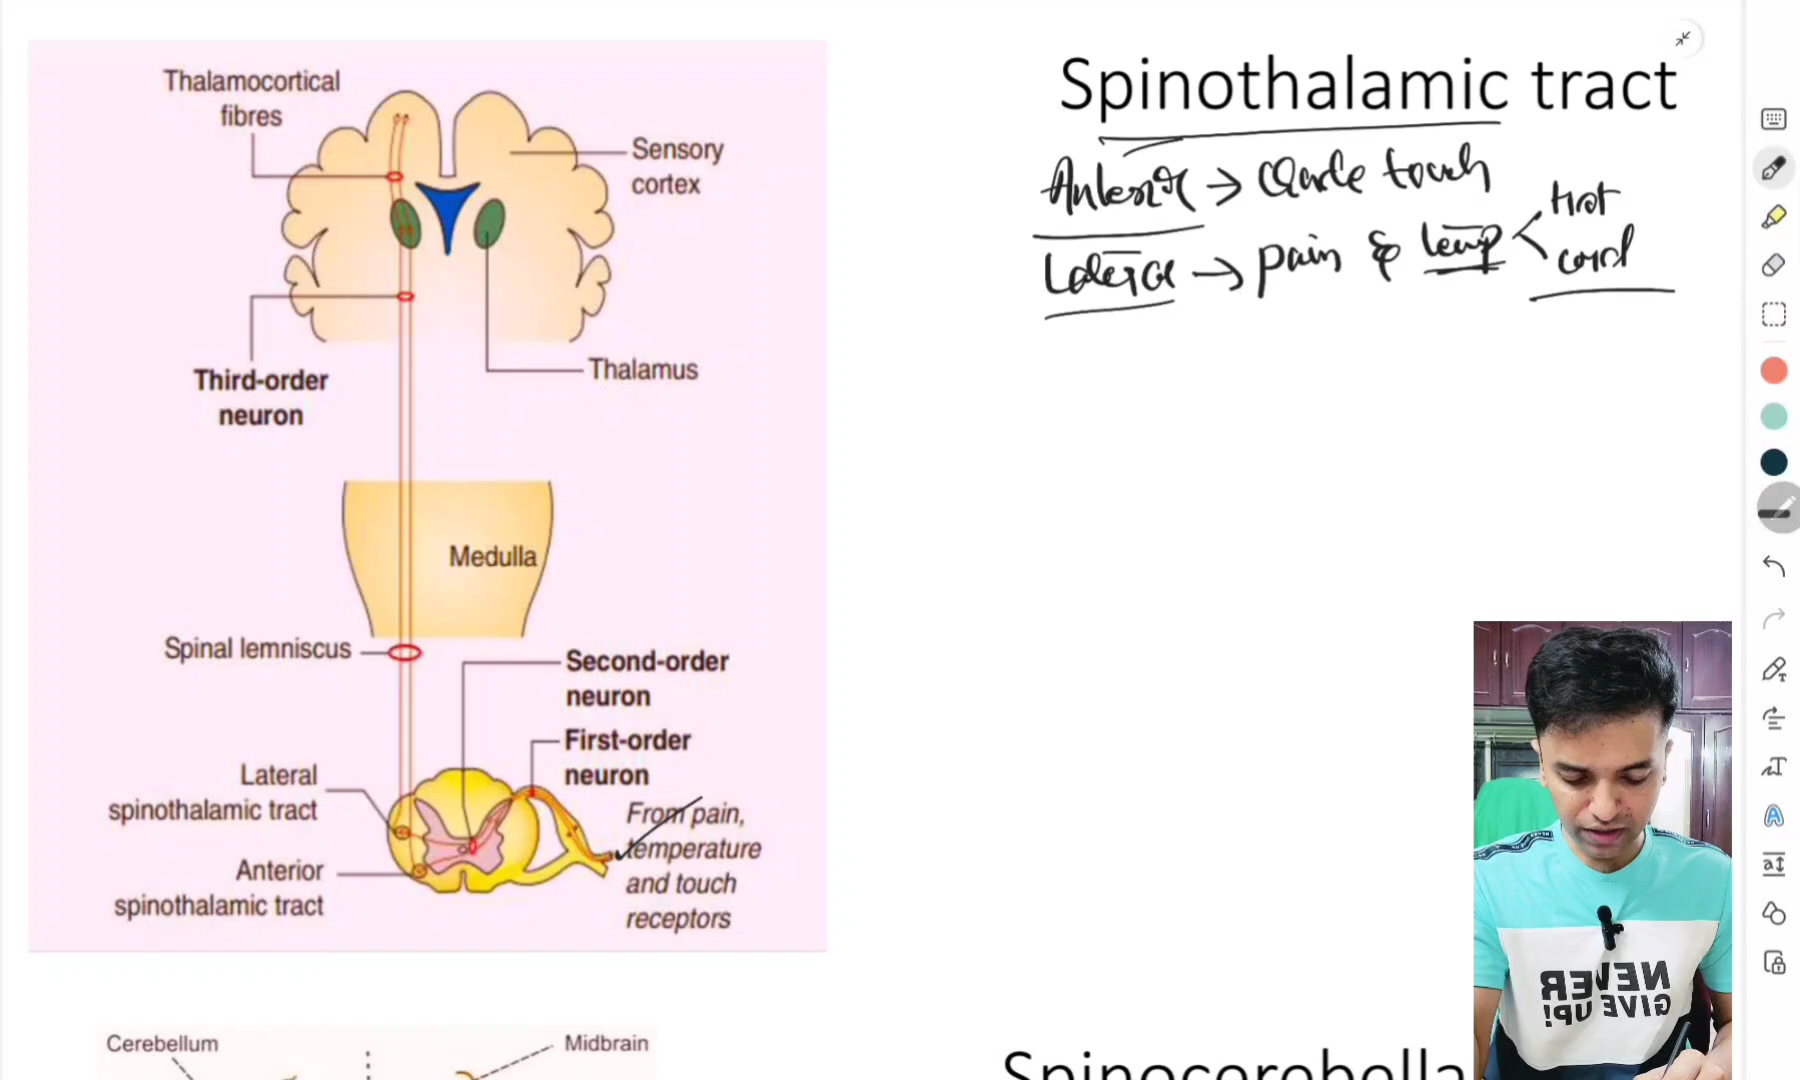 Thalamocortical
fibres
Sensory
cortex
Third-order
neuron
Thalamus
Medulla
Spinal lemniscus
Second-order
neuron
First-order
neuron
Lateral
spinothalamic tract
From pain,
temperature
and touch
receptors
Anterior
spinothalamic tract
Cerebellum
Midbrain
Spinothalamic tract
Anterior → touch
Lateral → pain & temp < Hot
Spinocerebella
NEVER
GIVE UP!